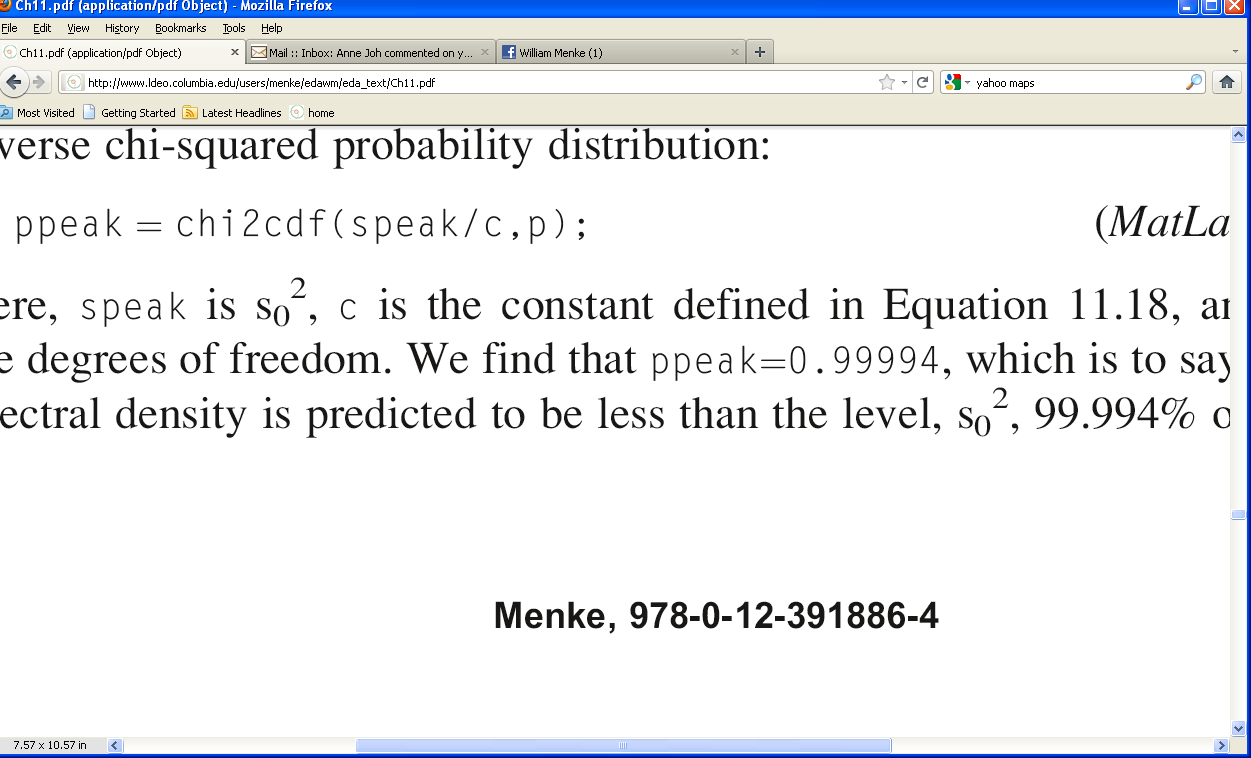 Ch11.pdf (application/pdf Object) - Mozilla Firefox
File Edit View History Bookmarks Tools Help
Ch11.pdf (application/pdf Object) Mail :: Inbox: Anne Joh commented on y... William Menke (1)
http://www.ldeo.columbia.edu/users/menke/edawm/eda_text/Ch11.pdf yahoo maps
Most Visited Getting Started Latest Headlines home
verse chi-squared probability distribution:
ppeak = chi2cdf(speak/c,p); (MatLa
ere, speak is s₀², c is the constant defined in Equation 11.18, an
e degrees of freedom. We find that ppeak=0.99994, which is to say
ectral density is predicted to be less than the level, s₀², 99.994% o
Menke, 978-0-12-391886-4
7.57 x 10.57 in